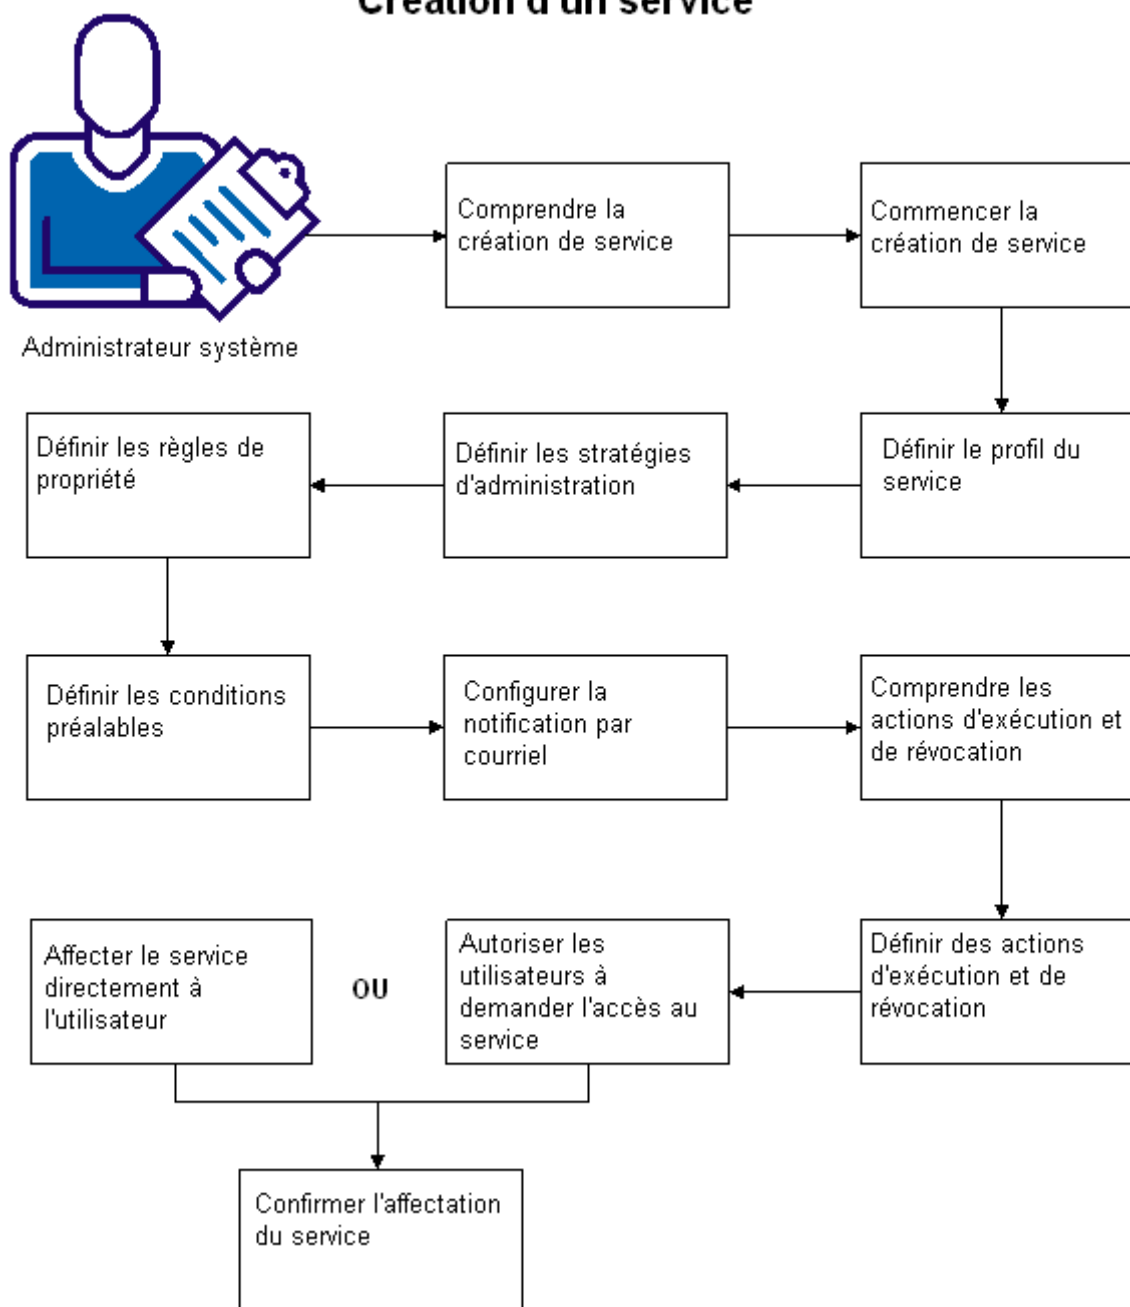 Création d'un service
Administrateur système
Comprendre la
création de service
Commencer la
création de service
Définir les règles de
propriété
Définir les stratégies
d'administration
Définir le profil du
service
Définir les conditions
préalables
Configurer la
notification par
courriel
Comprendre les
actions d'exécution et
de révocation
Affecter le service
directement à
l'utilisateur
OU
Autoriser les
utilisateurs à
demander l'accès au
service
Définir des actions
d'exécution et de
révocation
Confirmer l'affectation
du service